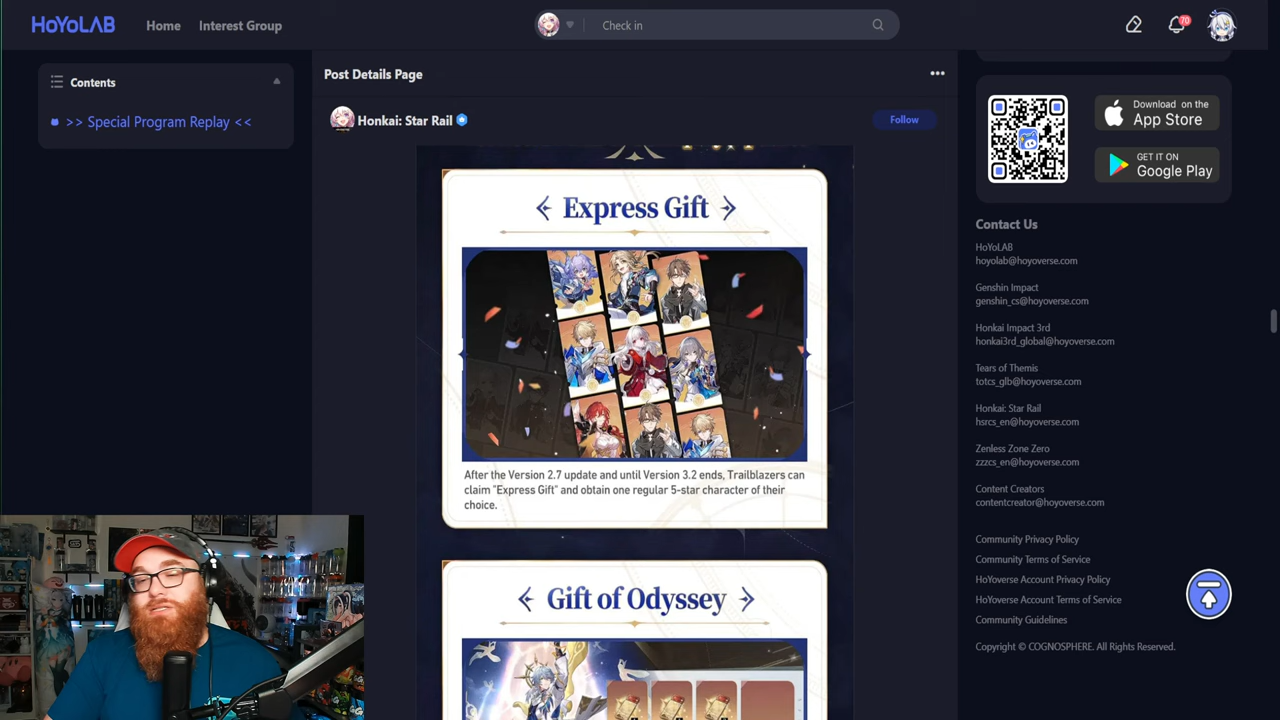 HoYoLAB
Home
Interest Group
Check in
70
Contents
>> Special Program Replay <<
Post Details Page
Honkai: Star Rail
Follow
Express Gift
After the Version 2.7 update and until Version 3.2 ends, Trailblazers can
claim "Express Gift" and obtain one regular 5-star character of their
choice.
Gift of Odyssey
Download on the
App Store
GET IT ON
Google Play
Contact Us
HoYoLAB
hoyolab@hoyoverse.com
Genshin Impact
genshin_cs@hoyoverse.com
Honkai Impact 3rd
honkai3rd_global@hoyoverse.com
Tears of Themis
totcs_glb@hoyoverse.com
Honkai: Star Rail
hsrcs_en@hoyoverse.com
Zenless Zone Zero
zzzcs_en@hoyoverse.com
Content Creators
contentcreator@hoyoverse.com
Community Privacy Policy
Community Terms of Service
HoYoverse Account Privacy Policy
HoYoverse Account Terms of Service
Community Guidelines
Copyright © COGNOSPHERE. All Rights Reserved.